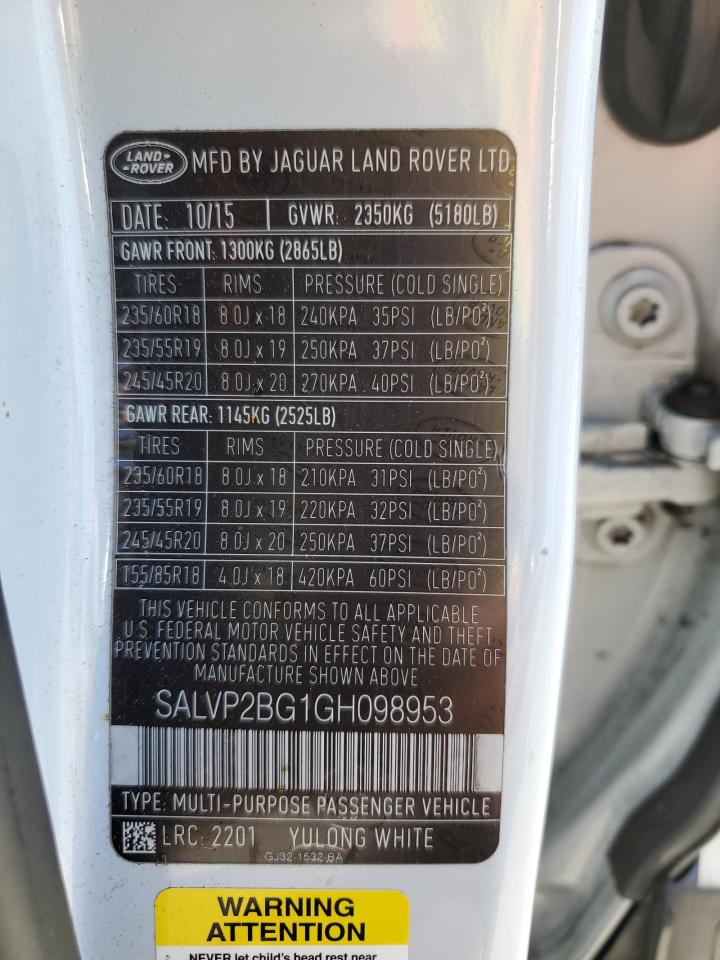 LAND-
-ROVER
MFD BY JAGUAR LAND ROVER LTD
DATE: 10/15 GVWR: 2350KG (5180LB)
GAWR FRONT: 1300KG (2865LB)
TIRES RIMS PRESSURE (COLD SINGLE)
235/60R18 8.0J x 18 240KPA 35PSI (LB/PO²)
235/55R19 8.0J x 19 250KPA 37PSI (LB/PO²)
245/45R20 8.0J x 20 270KPA 40PSI (LB/PO²)
GAWR REAR: 1145KG (2525LB)
TIRES RIMS PRESSURE (COLD SINGLE)
235/60R18 8.0J x 18 210KPA 31PSI (LB/PO²)
235/55R19 8.0J x 19 220KPA 32PSI (LB/PO²)
245/45R20 8.0J x 20 250KPA 37PSI (LB/PO²)
155/85R18 4.0J x 18 420KPA 60PSI (LB/PO²)
THIS VEHICLE CONFORMS TO ALL APPLICABLE
U.S. FEDERAL MOTOR VEHICLE SAFETY AND THEFT
PREVENTION STANDARDS IN EFFECT ON THE DATE OF
MANUFACTURE SHOWN ABOVE
SALVP2BG1GH098953
TYPE: MULTI-PURPOSE PASSENGER VEHICLE
LRC: 2201 YULONG WHITE
GJ32-1532-BA
WARNING
ATTENTION
NEVER let child's head rest near